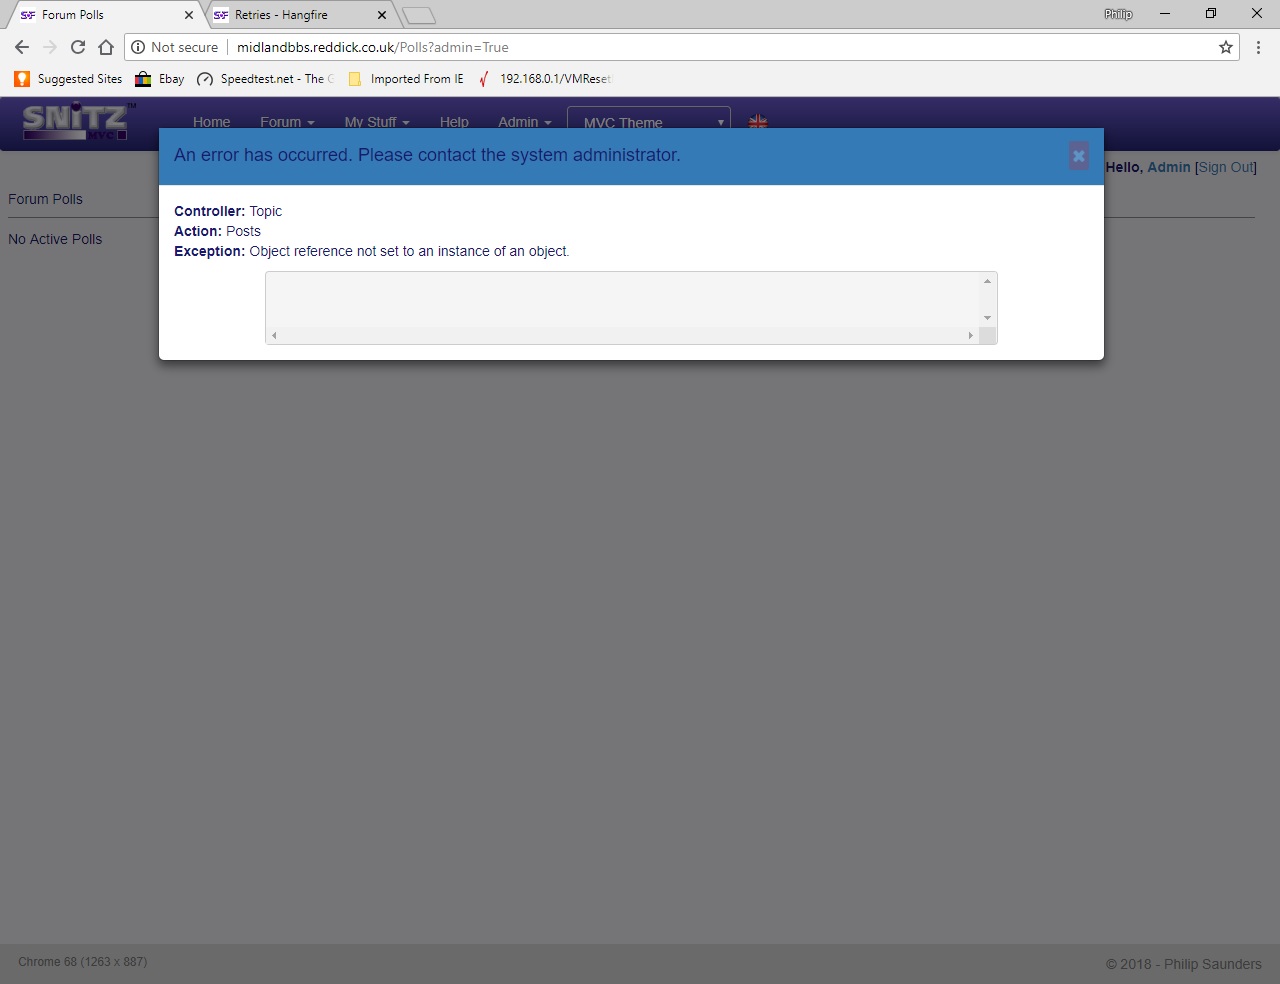 Forum Polls
Retries - Hangfire
Philip
Not secure
midlandbbs.reddick.co.uk/Polls?admin=True
Suggested Sites
Ebay
Speedtest.net - The G
Imported From IE
192.168.0.1/VMReset
SNITZ™
MVC
Home
Forum
My Stuff
Help
Admin
MVC Theme
An error has occurred. Please contact the system administrator.
Hello, Admin [Sign Out]
Forum Polls
Controller: Topic
Action: Posts
No Active Polls
Exception: Object reference not set to an instance of an object.
Chrome 68 (1263 x 887)
© 2018 - Philip Saunders